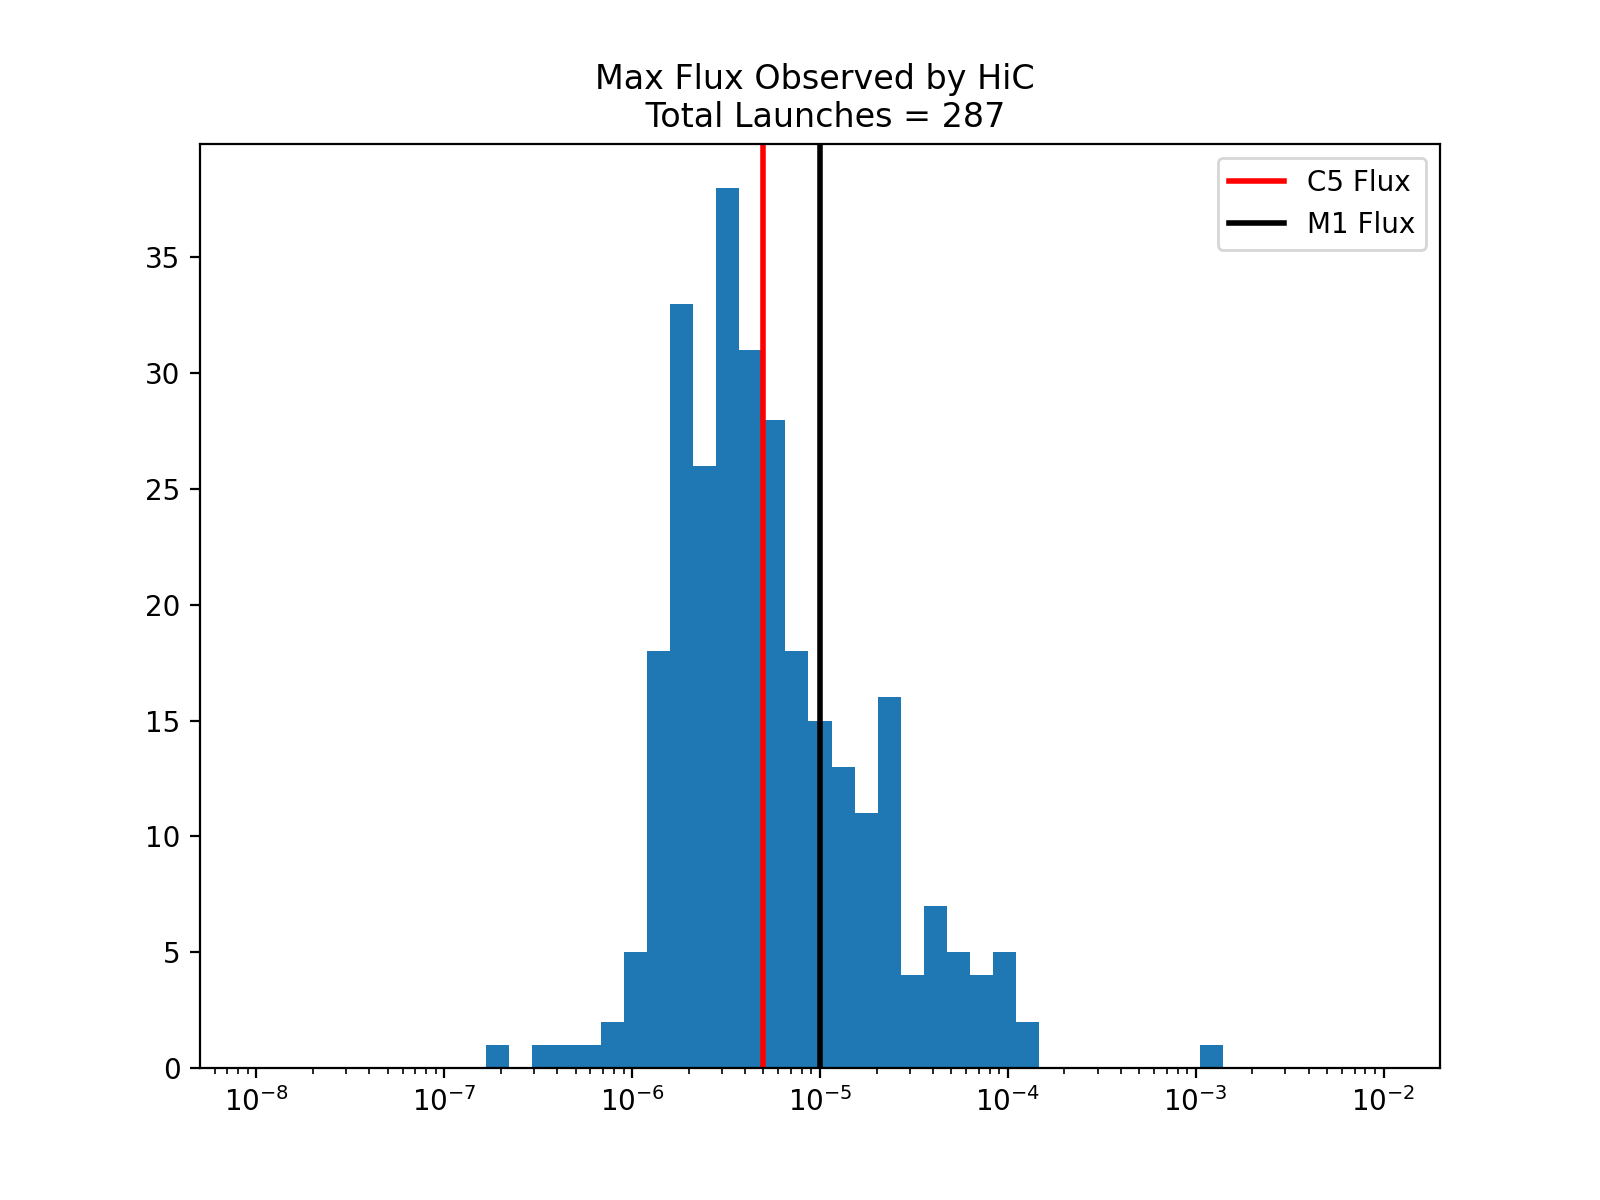 Max Flux Observed by HiC
Total Launches = 287
C5 Flux
M1 Flux
35
30
25
20
15
10
5
0
10⁻⁸ 10⁻⁷ 10⁻⁶ 10⁻⁵ 10⁻⁴ 10⁻³ 10⁻²